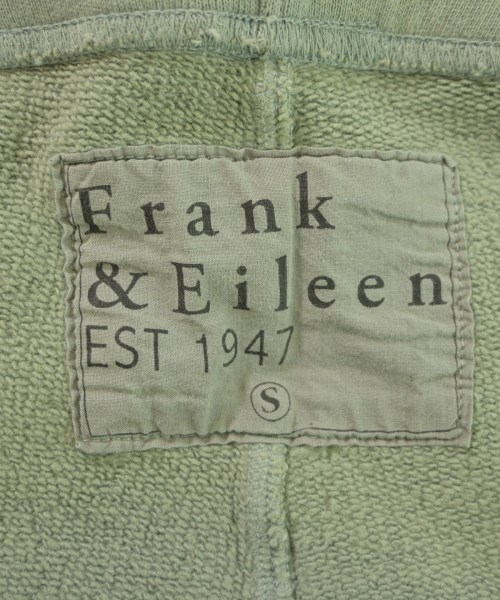 Frank
& Eileen
EST 1947
S